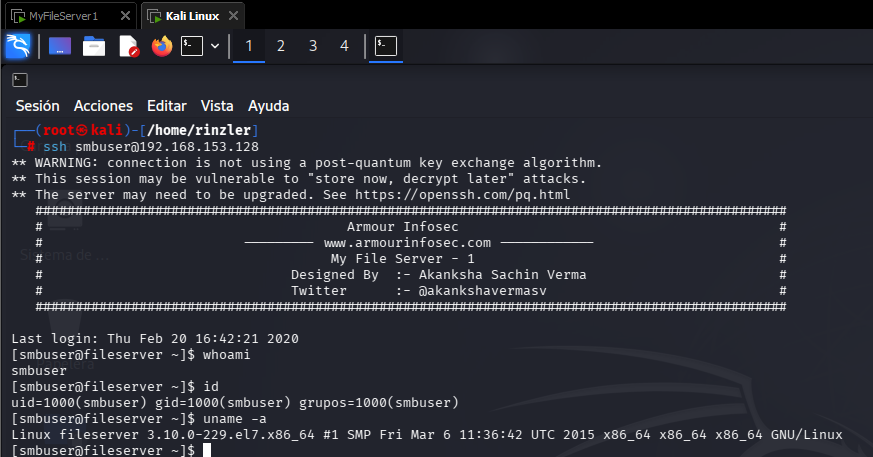 MyFileServer1 Kali Linux
1 2 3 4
Sesión Acciones Editar Vista Ayuda
┌──(root㉿kali)-[/home/rinzler]
└─# ssh smbuser@192.168.153.128
** WARNING: connection is not using a post-quantum key exchange algorithm.
** This session may be vulnerable to "store now, decrypt later" attacks.
** The server may need to be upgraded. See https://openssh.com/pq.html
##############################################################################################
# Armour Infosec #
# --------- www.armourinfosec.com ------------ #
# My File Server - 1 #
# Designed By :- Akanksha Sachin Verma #
# Twitter :- @akankshavermasv #
##############################################################################################
Last login: Thu Feb 20 16:42:21 2020
[smbuser@fileserver ~]$ whoami
smbuser
[smbuser@fileserver ~]$ id
uid=1000(smbuser) gid=1000(smbuser) grupos=1000(smbuser)
[smbuser@fileserver ~]$ uname -a
Linux fileserver 3.10.0-229.el7.x86_64 #1 SMP Fri Mar 6 11:36:42 UTC 2015 x86_64 x86_64 x86_64 GNU/Linux
[smbuser@fileserver ~]$